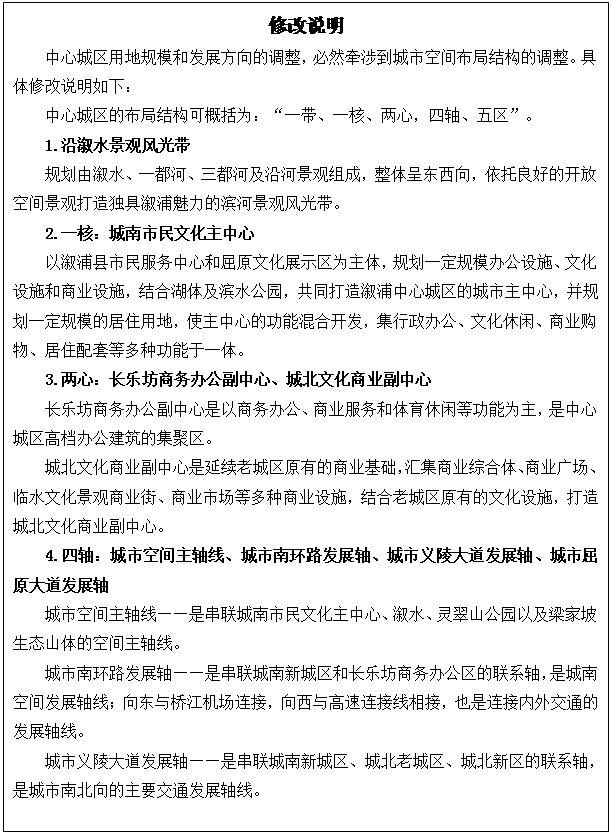 修改说明
中心城区用地规模和发展方向的调整，必然牵涉到城市空间布局结构的调整。具
体修改说明如下：
中心城区的布局结构可概括为：“一带、一核、两心，四轴、五区”。
1.沿溆水景观风光带
规划由溆水、一都河、三都河及沿河景观组成，整体呈东西向，依托良好的开放
空间景观打造独具溆浦魅力的滨河景观风光带。
2.一核：城南市民文化主中心
以溆浦县市民服务中心和屈原文化展示区为主体，规划一定规模办公设施、文化
设施和商业设施，结合湖体及滨水公园，共同打造溆浦中心城区的城市主中心，并规
划一定规模的居住用地，使主中心的功能混合开发，集行政办公、文化休闲、商业购
物、居住配套等多种功能于一体。
3.两心：长乐坊商务办公副中心、城北文化商业副中心
长乐坊商务办公副中心是以商务办公、商业服务和体育休闲等功能为主，是中心
城区高档办公建筑的集聚区。
城北文化商业副中心是延续老城区原有的商业基础，汇集商业综合体、商业广场、
临水文化景观商业街、商业市场等多种商业设施，结合老城区原有的文化设施，打造
城北文化商业副中心。
4.四轴：城市空间主轴线、城市南环路发展轴、城市义陵大道发展轴、城市屈
原大道发展轴
城市空间主轴线——是串联城南市民文化主中心、溆水、灵翠山公园以及梁家坡
生态山体的空间主轴线。
城市南环路发展轴——是串联城南新城区和长乐坊商务办公区的联系轴，是城南
空间发展轴线；向东与桥江机场连接，向西与高速连接线相接，也是连接内外交通的
发展轴线。
城市义陵大道发展轴——是串联城南新城区、城北老城区、城北新区的联系轴，
是城市南北向的主要交通发展轴线。